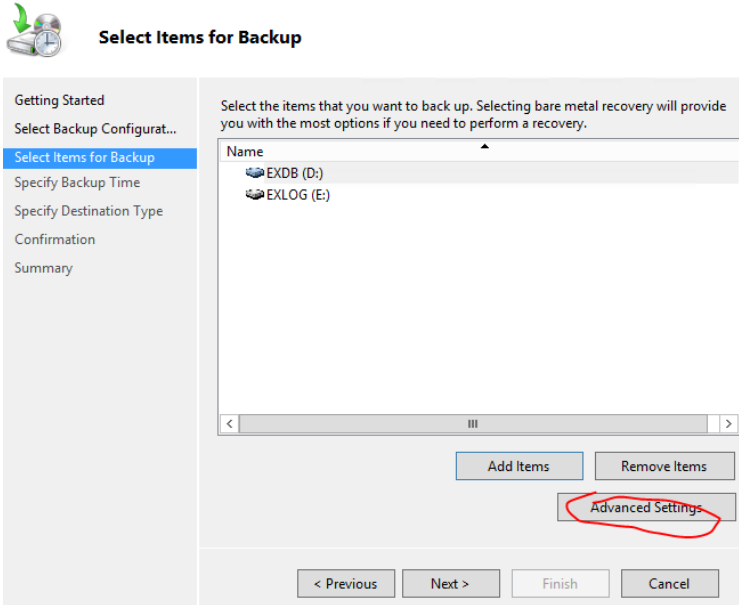 Select Items for Backup
Getting Started
Select Backup Configurat...
Select Items for Backup
Specify Backup Time
Specify Destination Type
Confirmation
Summary
Select the items that you want to back up. Selecting bare metal recovery will provide
you with the most options if you need to perform a recovery.
Name
EXDB (D:)
EXLOG (E:)
Add Items
Remove Items
Advanced Settings
< Previous
Next >
Finish
Cancel